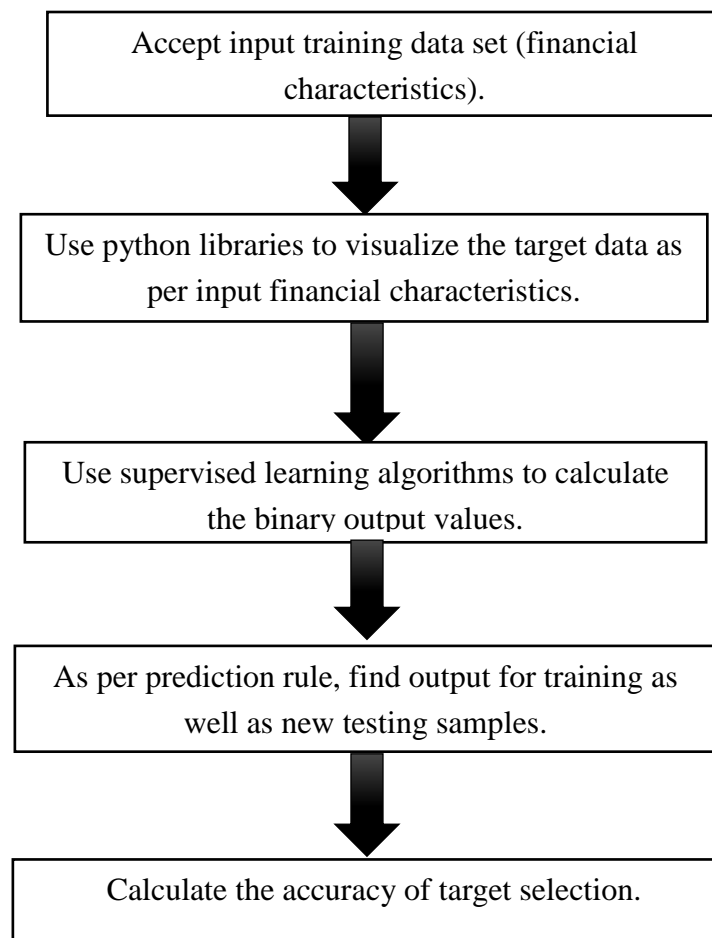 Accept input training data set (financial
characteristics).
Use python libraries to visualize the target data as
per input financial characteristics.
Use supervised learning algorithms to calculate
the binary output values.
As per prediction rule, find output for training as
well as new testing samples.
Calculate the accuracy of target selection.